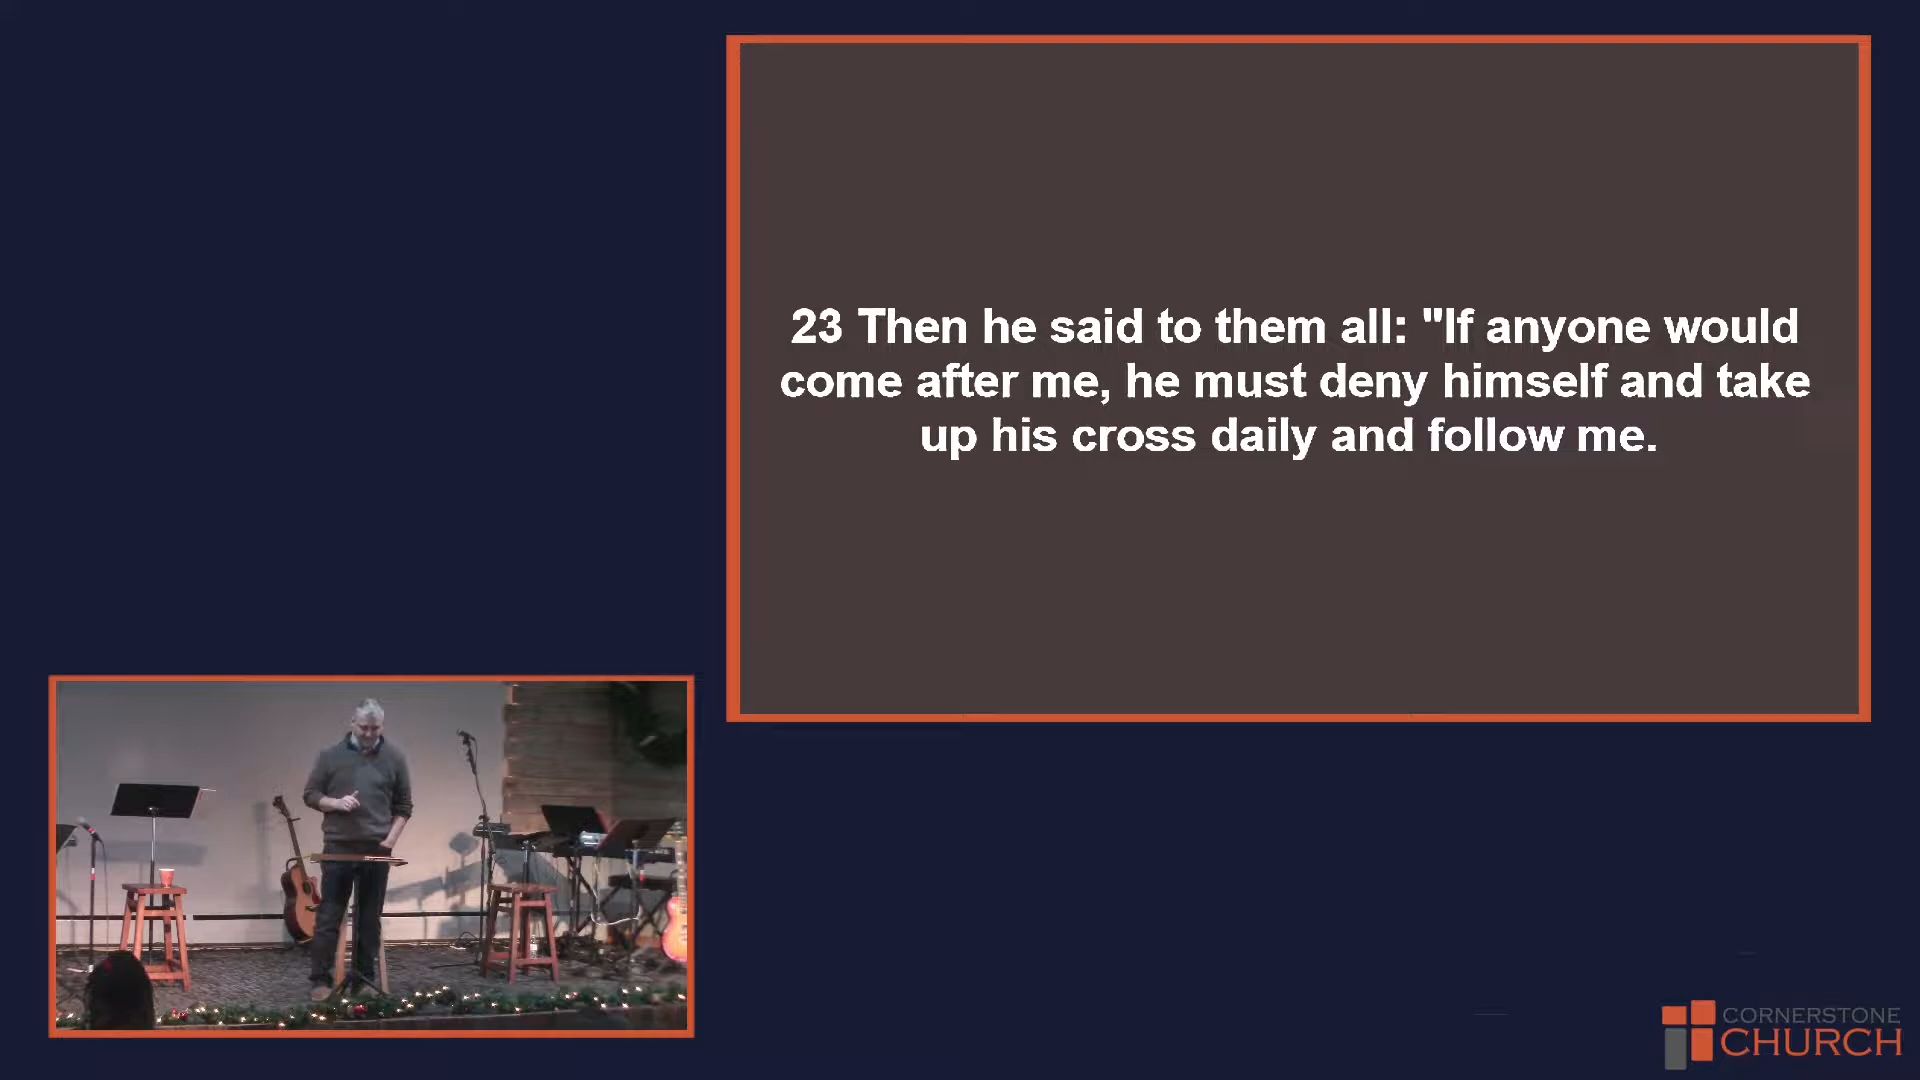 23 Then he said to them all: "If anyone would
come after me, he must deny himself and take
up his cross daily and follow me.
CORNERSTONE
CHURCH